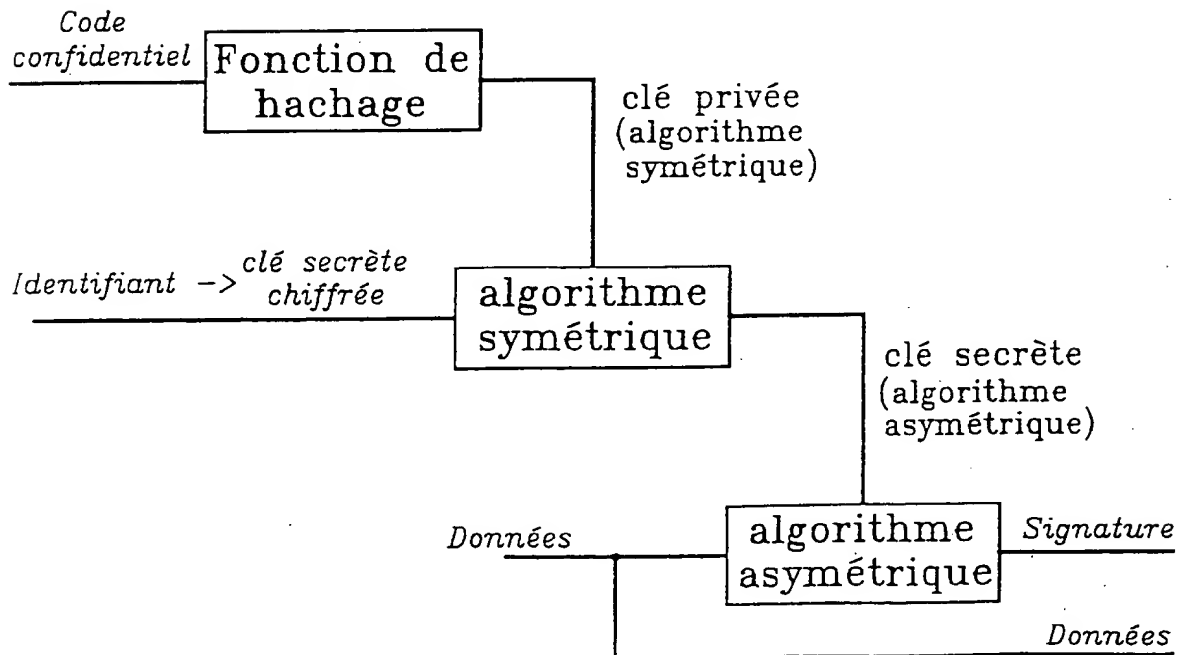 Code
confidentiel
Fonction de
hachage
clé privée
(algorithme
symétrique)
Identifiant -> clé secrète
chiffrée
algorithme
symétrique
clé secrète
(algorithme
asymétrique)
Données
algorithme
asymétrique
Signature
Données